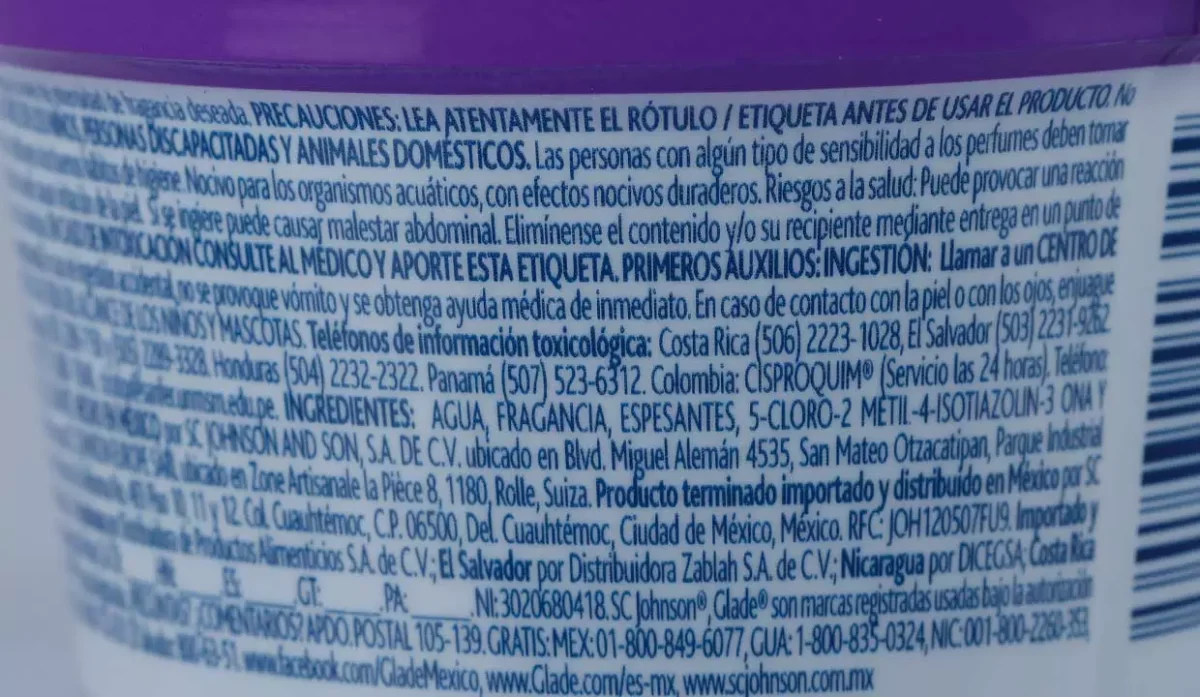 de fragancia deseada. PRECAUCIONES: LEA ATENTAMENTE EL RÓTULO / ETIQUETA ANTES DE USAR EL PRODUCTO. No
PERSONAS DISCAPACITADAS Y ANIMALES DOMÉSTICOS. Las personas con algún tipo de sensibilidad a los perfumes deben tomar
de higiene. Nocivo para los organismos acuáticos, con efectos nocivos duraderos. Riesgos a la salud: Puede provocar una reacción
de la piel. Si se ingiere puede causar malestar abdominal. Elimínense el contenido y/o su recipiente mediante entrega en un punto de
INTOXICACIÓN CONSULTE AL MÉDICO Y APORTE ESTA ETIQUETA. PRIMEROS AUXILIOS: INGESTIÓN: Llamar a un CENTRO DE
accidental, no se provoque vómito y se obtenga ayuda médica de inmediato. En caso de contacto con la piel o con los ojos, enjuague
DE LOS NIÑOS Y MASCOTAS. Teléfonos de información toxicológica: Costa Rica (506) 2223-1028, El Salvador (503) 2231-9262
Honduras (504) 2232-2322. Panamá (507) 523-6312. Colombia: CISPROQUIM® (Servicio las 24 horas). Teléfono:
INGREDIENTES: AGUA, FRAGANCIA, ESPESANTES, 5-CLORO-2 METIL-4-ISOTIAZOLIN-3 ONA Y
por SC JOHNSON AND SON, S.A. DE C.V. ubicado en Blvd. Miguel Alemán 4535, San Mateo Otzacatipan, Parque Industrial
ubicado en Zone Artisanale la Pièce 8, 1180, Rolle, Suiza. Producto terminado importado y distribuido en México por SC
10, 11 y 12. Col. Cuauhtémoc, C.P. 06500, Del. Cuauhtémoc, Ciudad de México, México. RFC: JOH120507FU9. Importado y
de Productos Alimenticios S.A. de C.V.; El Salvador por Distribuidora Zablah S.A. de C.V.; Nicaragua por DICEGSA; Costa Rica
ES: GT: PA: NI: 3020680418. SC Johnson®, Glade® son marcas registradas usadas bajo la autorización
¿COMENTARIOS? APDO. POSTAL 105-139. GRATIS: MEX: 01-800-849-6077, GUA: 1-800-835-0324, NIC: 001-800-2260-353,
www.facebook.com/GladeMexico, www.Glade.com/es-mx, www.scjohnson.com.mx